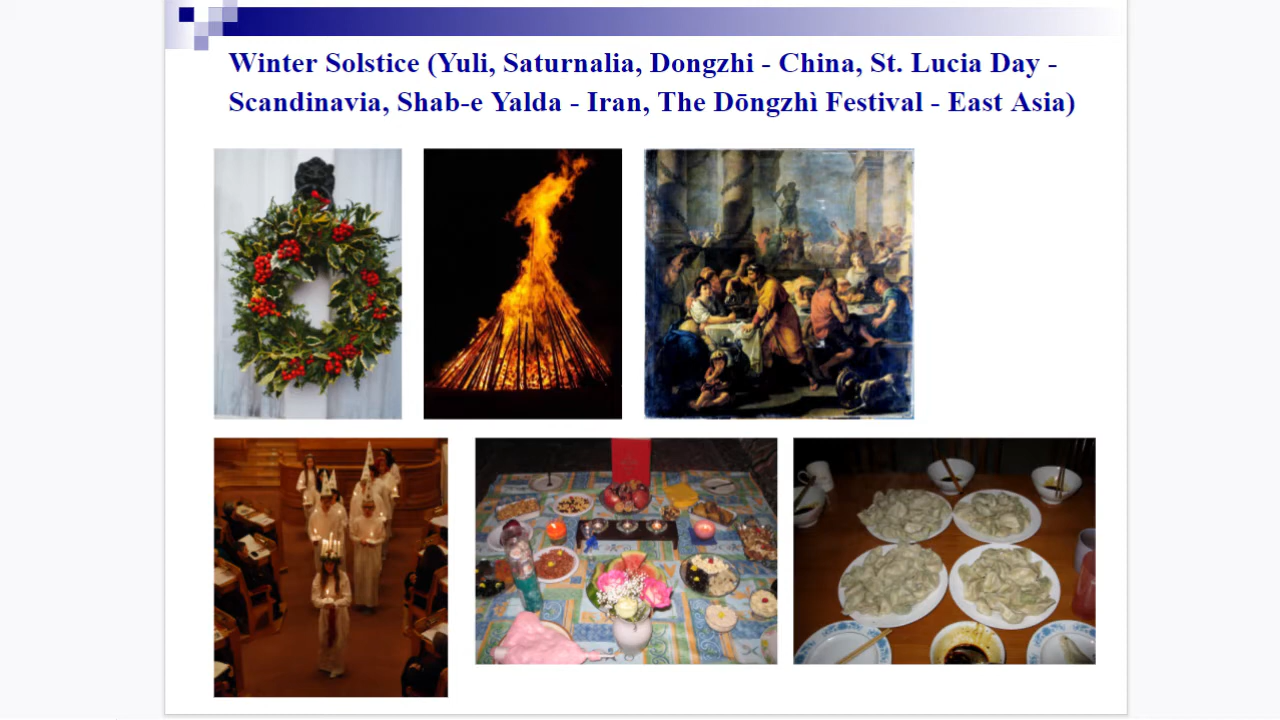 Winter Solstice (Yuli, Saturnalia, Dongzhi - China, St. Lucia Day -
Scandinavia, Shab-e Yalda - Iran, The Dōngzhì Festival - East Asia)